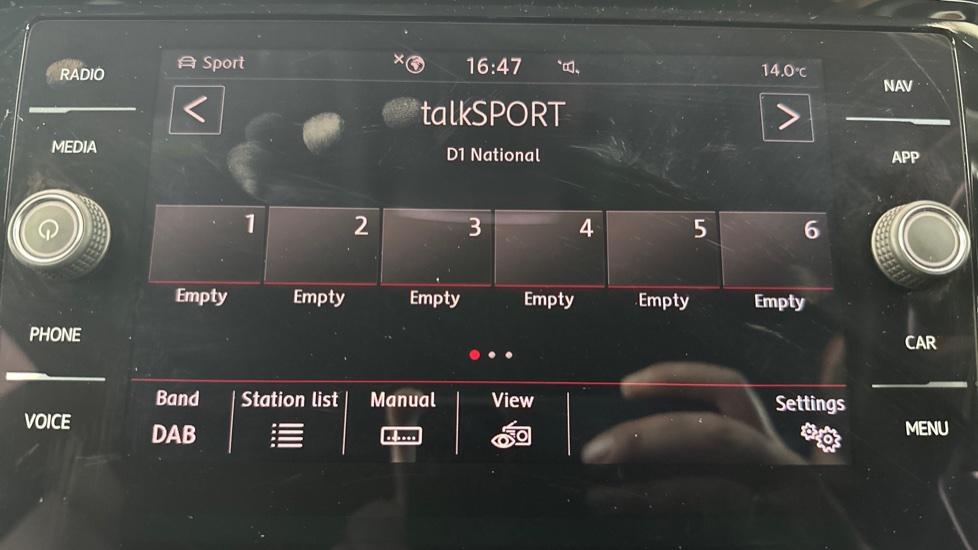 RADIO
MEDIA
PHONE
VOICE
Sport
16:47
14.0°C
<
talkSPORT
>
D1 National
1 2 3 4 5 6
Empty Empty Empty Empty Empty Empty
Band Station list Manual View Settings
DAB
NAV
APP
CAR
MENU